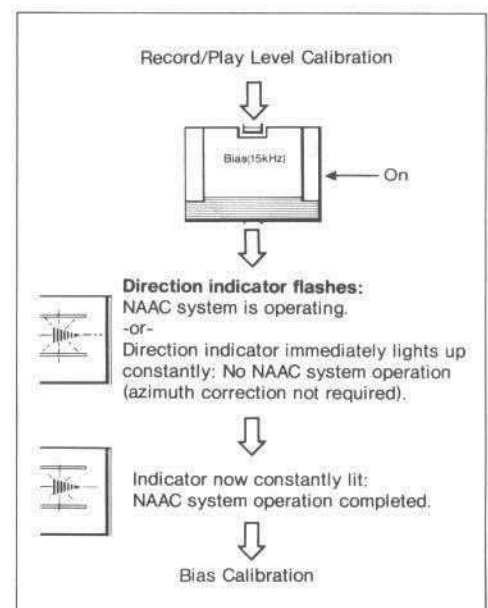 Record/Play Level Calibration
Bias(15kHz)
On
Direction indicator flashes:
NAAC system is operating.
-or-
Direction indicator immediately lights up
constantly: No NAAC system operation
(azimuth correction not required).
Indicator now constantly lit:
NAAC system operation completed.
Bias Calibration